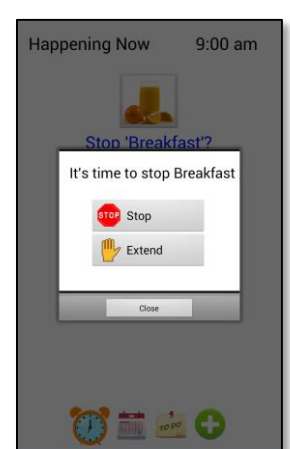 Happening Now 9:00 am
Stop 'Breakfast'?
It's time to stop Breakfast
STOP Stop
Extend
Close
TO DO